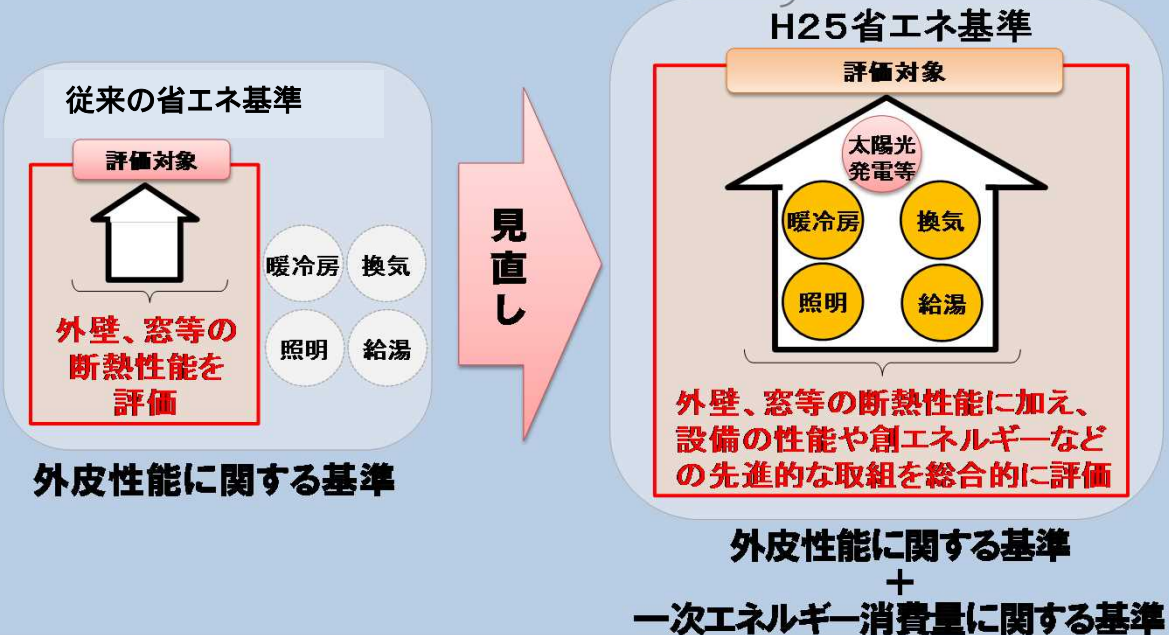 従来の省エネ基準
評価対象
暖冷房
換気
照明
給湯
外壁、窓等の
断熱性能を
評価
外皮性能に関する基準
見直し
H25省エネ基準
評価対象
太陽光
発電等
暖冷房
換気
照明
給湯
外壁、窓等の断熱性能に加え、
設備の性能や創エネルギーなど
の先進的な取組を総合的に評価
外皮性能に関する基準
+
一次エネルギー消費量に関する基準